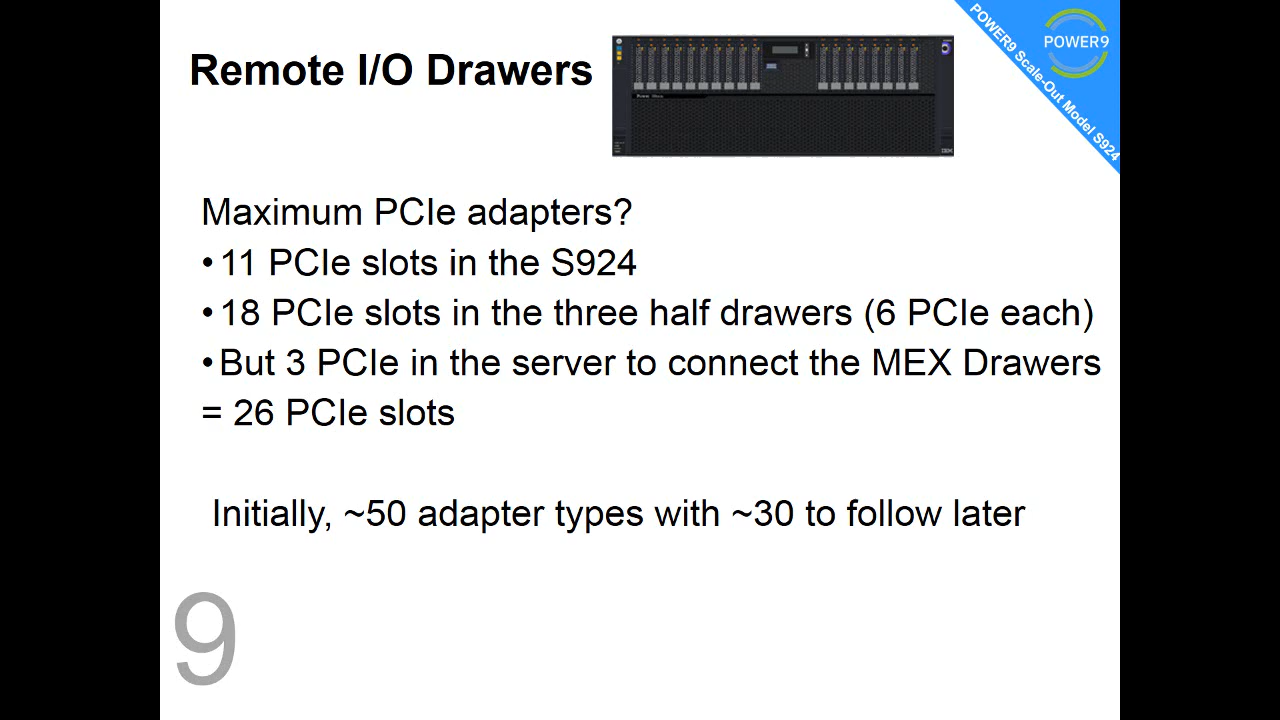 Remote I/O Drawers
POWER9
POWER9 Scale-Out Model S924
Maximum PCIe adapters?
•11 PCIe slots in the S924
•18 PCIe slots in the three half drawers (6 PCIe each)
•But 3 PCIe in the server to connect the MEX Drawers
= 26 PCIe slots
Initially, ~50 adapter types with ~30 to follow later
9